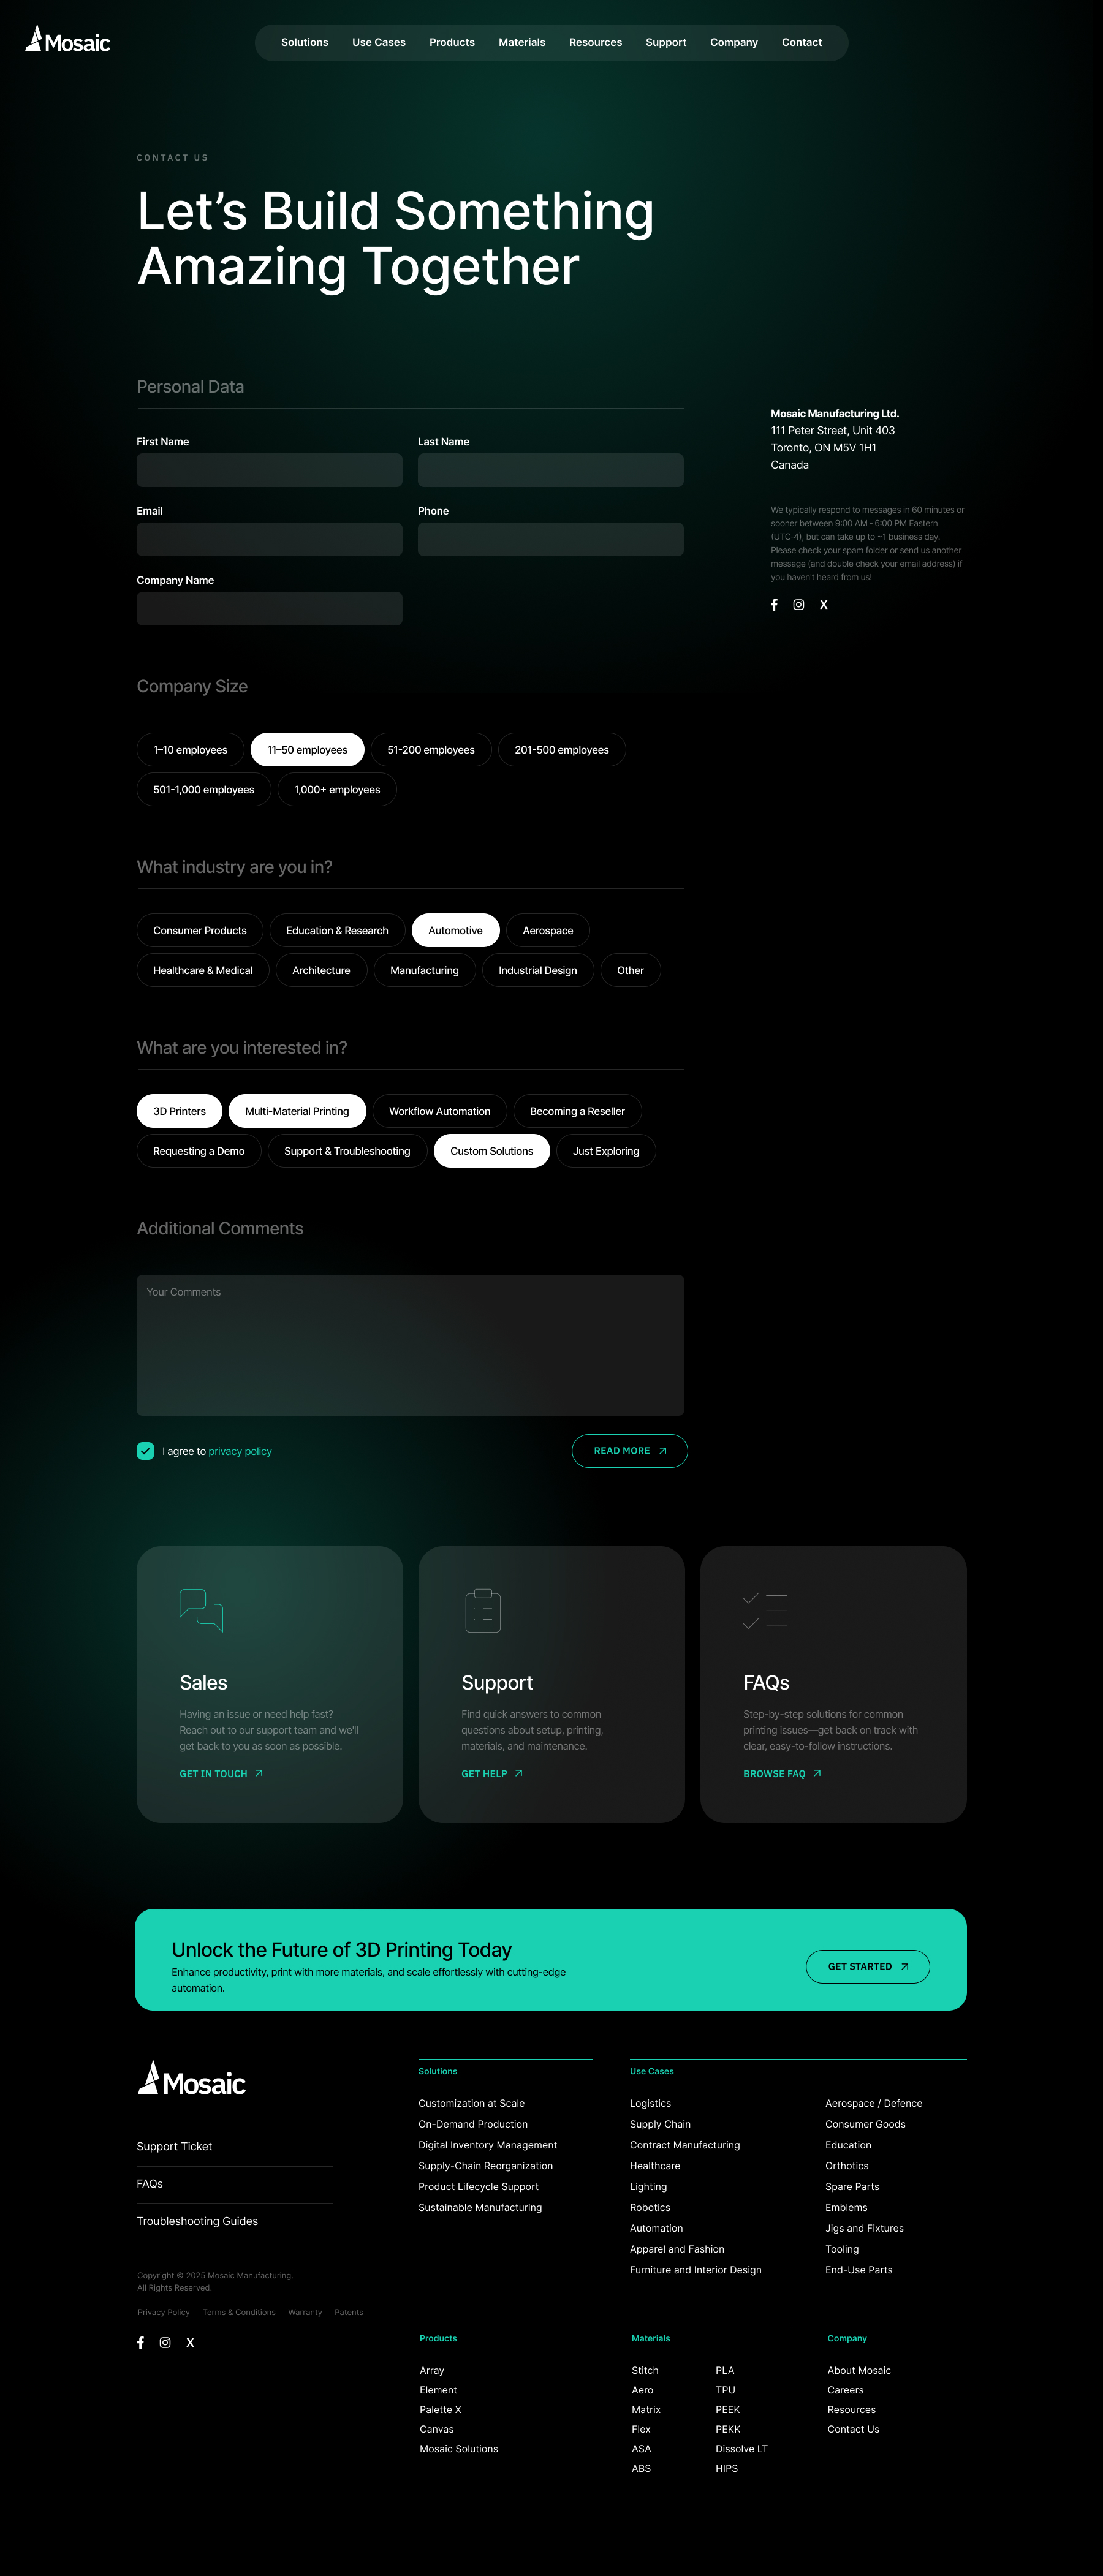 Mosaic
Solutions Use Cases Products Materials Resources Support Company Contact
CONTACT US
Let’s Build Something
Amazing Together
Personal Data
First Name Last Name
Email Phone
Company Name
Mosaic Manufacturing Ltd.
111 Peter Street, Unit 403
Toronto, ON M5V 1H1
Canada
We typically respond to messages in 60 minutes or
sooner between 9:00 AM - 6:00 PM Eastern
(UTC-4), but can take up to ~1 business day.
Please check your spam folder or send us another
message (and double check your email address) if
you haven't heard from us!
X
Company Size
1–10 employees 11–50 employees 51-200 employees 201-500 employees
501-1,000 employees 1,000+ employees
What industry are you in?
Consumer Products Education & Research Automotive Aerospace
Healthcare & Medical Architecture Manufacturing Industrial Design Other
What are you interested in?
3D Printers Multi-Material Printing Workflow Automation Becoming a Reseller
Requesting a Demo Support & Troubleshooting Custom Solutions Just Exploring
Additional Comments
Your Comments
I agree to privacy policy
READ MORE
Sales
Having an issue or need help fast?
Reach out to our support team and we'll
get back to you as soon as possible.
GET IN TOUCH
Support
Find quick answers to common
questions about setup, printing,
materials, and maintenance.
GET HELP
FAQs
Step-by-step solutions for common
printing issues—get back on track with
clear, easy-to-follow instructions.
BROWSE FAQ
Unlock the Future of 3D Printing Today
Enhance productivity, print with more materials, and scale effortlessly with cutting-edge
automation.
GET STARTED
Mosaic
Support Ticket
FAQs
Troubleshooting Guides
Copyright © 2025 Mosaic Manufacturing.
All Rights Reserved.
Privacy Policy Terms & Conditions Warranty Patents
X
Solutions
Customization at Scale
On-Demand Production
Digital Inventory Management
Supply-Chain Reorganization
Product Lifecycle Support
Sustainable Manufacturing
Use Cases
Logistics
Supply Chain
Contract Manufacturing
Healthcare
Lighting
Robotics
Automation
Apparel and Fashion
Furniture and Interior Design
Aerospace / Defence
Consumer Goods
Education
Orthotics
Spare Parts
Emblems
Jigs and Fixtures
Tooling
End-Use Parts
Products
Array
Element
Palette X
Canvas
Mosaic Solutions
Materials
Stitch
Aero
Matrix
Flex
ASA
ABS
PLA
TPU
PEEK
PEKK
Dissolve LT
HIPS
Company
About Mosaic
Careers
Resources
Contact Us